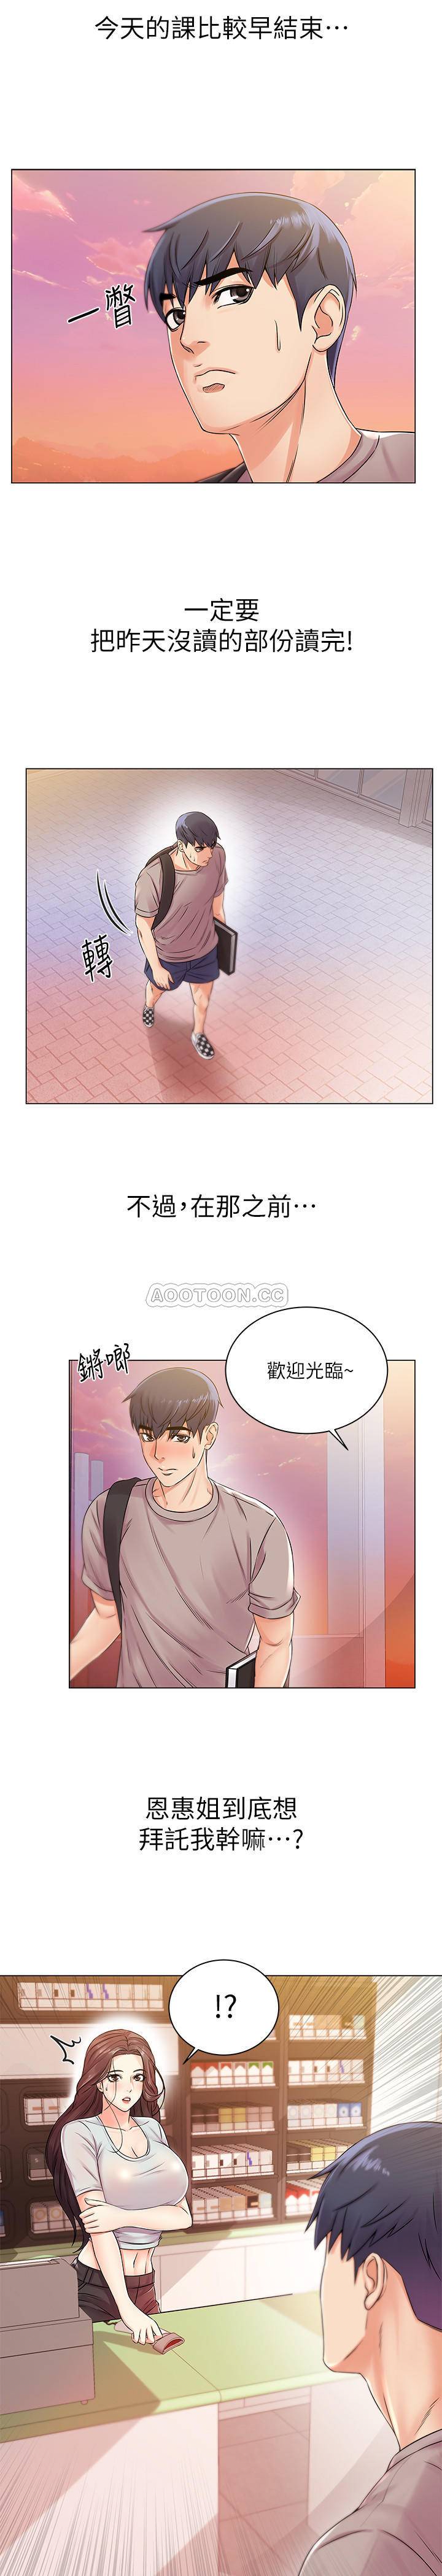 今天的課比較早結束⋯
一瞥
一定要
把昨天沒讀的部份讀完!
轉
不過,在那之前⋯
AOOTOON.CC
鏘啷
歡迎光臨~
恩惠姐到底想
拜託我幹嘛⋯?
!?